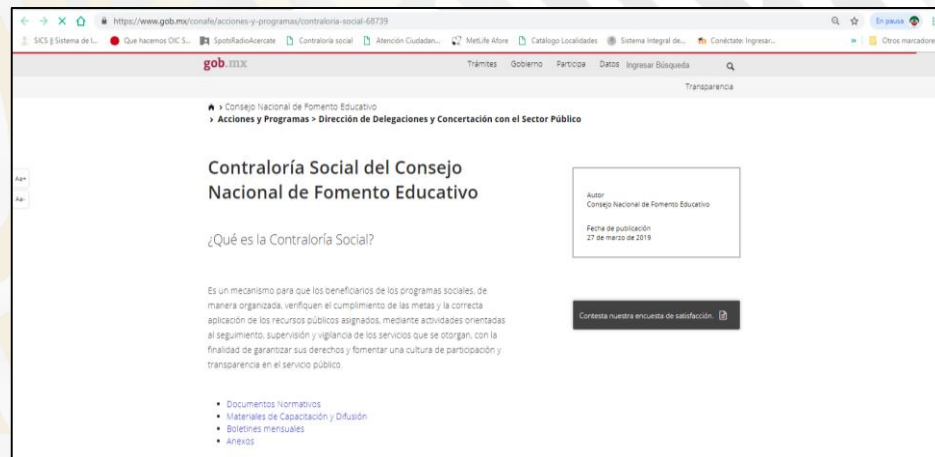 https://www.gob.mx/conafe/acciones-y-programas/contraloria-social-68739
En pausa
SICS || Sistema de I...
Que hacemos OIC S...
SpotsRadioAcercate
Contraloría social
Atención Ciudadan...
MetLife Afore
Catálogo Localidades
Sistema Integral de...
Conéctate: Ingresar...
Otros marcadores
gob.mx
Trámites
Gobierno
Participa
Datos
Ingresar Búsqueda
Transparencia
> Consejo Nacional de Fomento Educativo
> Acciones y Programas > Dirección de Delegaciones y Concertación con el Sector Público
Aa+
Aa-
Contraloría Social del Consejo
Nacional de Fomento Educativo
¿Qué es la Contraloría Social?
Es un mecanismo para que los beneficiarios de los programas sociales, de
manera organizada, verifiquen el cumplimiento de las metas y la correcta
aplicación de los recursos públicos asignados, mediante actividades orientadas
al seguimiento, supervisión y vigilancia de los servicios que se otorgan, con la
finalidad de garantizar sus derechos y fomentar una cultura de participación y
transparencia en el servicio público.
• Documentos Normativos
• Materiales de Capacitación y Difusión
• Boletines mensuales
• Anexos
Autor
Consejo Nacional de Fomento Educativo
Fecha de publicación
27 de marzo de 2019
Contesta nuestra encuesta de satisfacción.